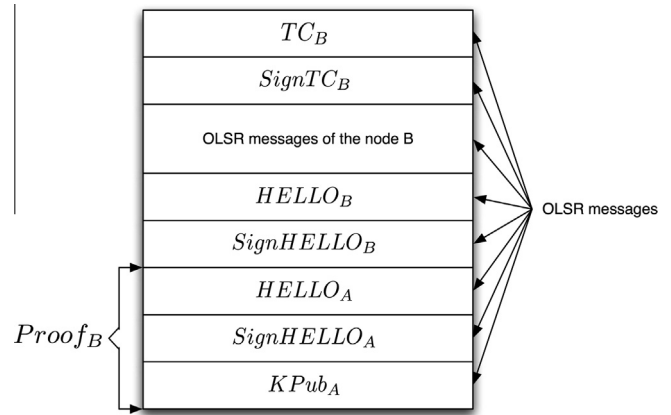 TC_B
SignTC_B
OLSR messages of the node B
HELLO_B
OLSR messages
SignHELLO_B
HELLO_A
Proof_B
SignHELLO_A
KPub_A